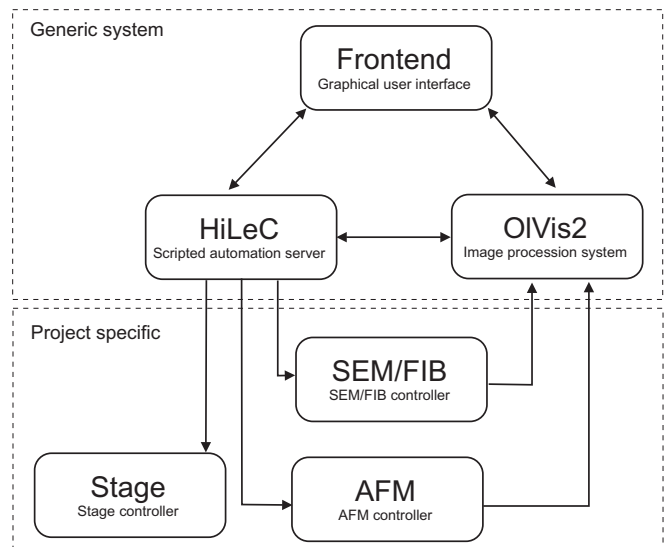 Generic system
Frontend
Graphical user interface
HiLeC
Scripted automation server
OlVis2
Image procession system
Project specific
SEM/FIB
SEM/FIB controller
Stage
Stage controller
AFM
AFM controller